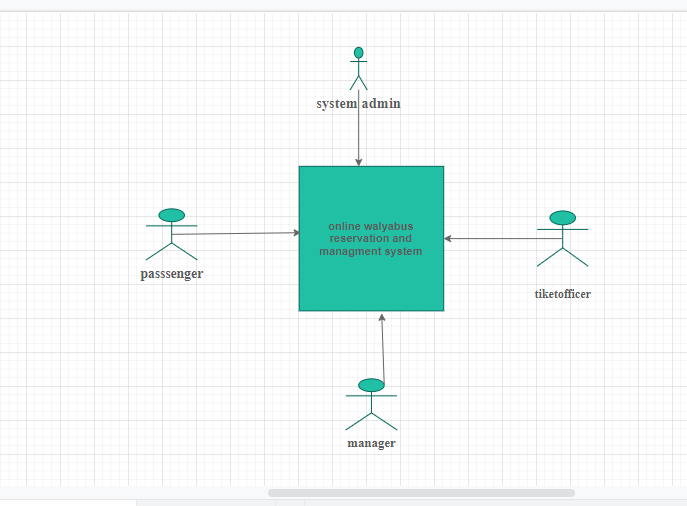 system admin
online walyabus
reservation and
managment system
passsenger
tiketofficer
manager